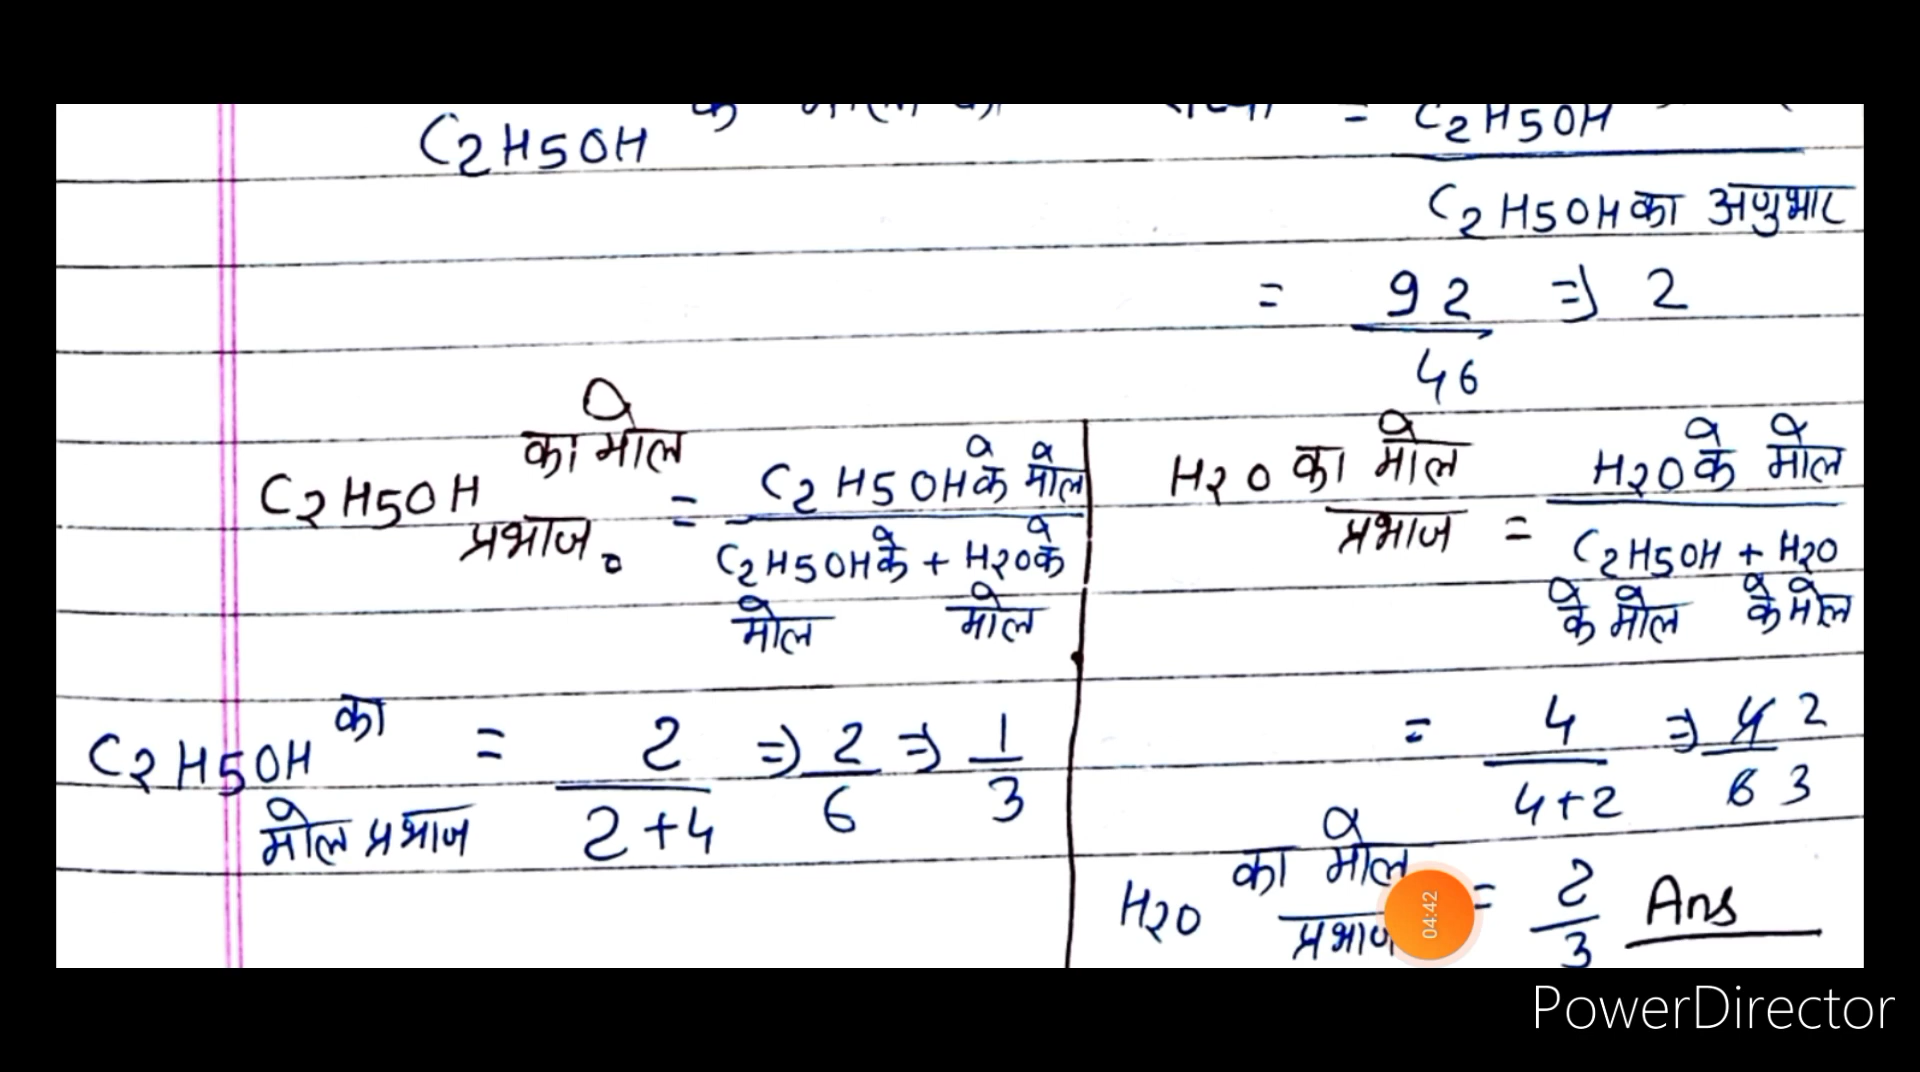 C2H5OH = C2H5OH
C2H5OH का अणुभार
= 92 => 2
46
C2H5OH का मोल प्रभाज. = C2H5OH के मोल
C2H5OH के + H2O के
मोल मोल
H2O का मोल प्रभाज = H2O के मोल
C2H5OH + H2O
के मोल के मोल
C2H5OH का मोल प्रभाज = 2 => 2 => 1
2+4 6 3
= 4 => 4 2
4+2 6 3
H2O का मोल = 2 Ans
3
04:42
PowerDirector